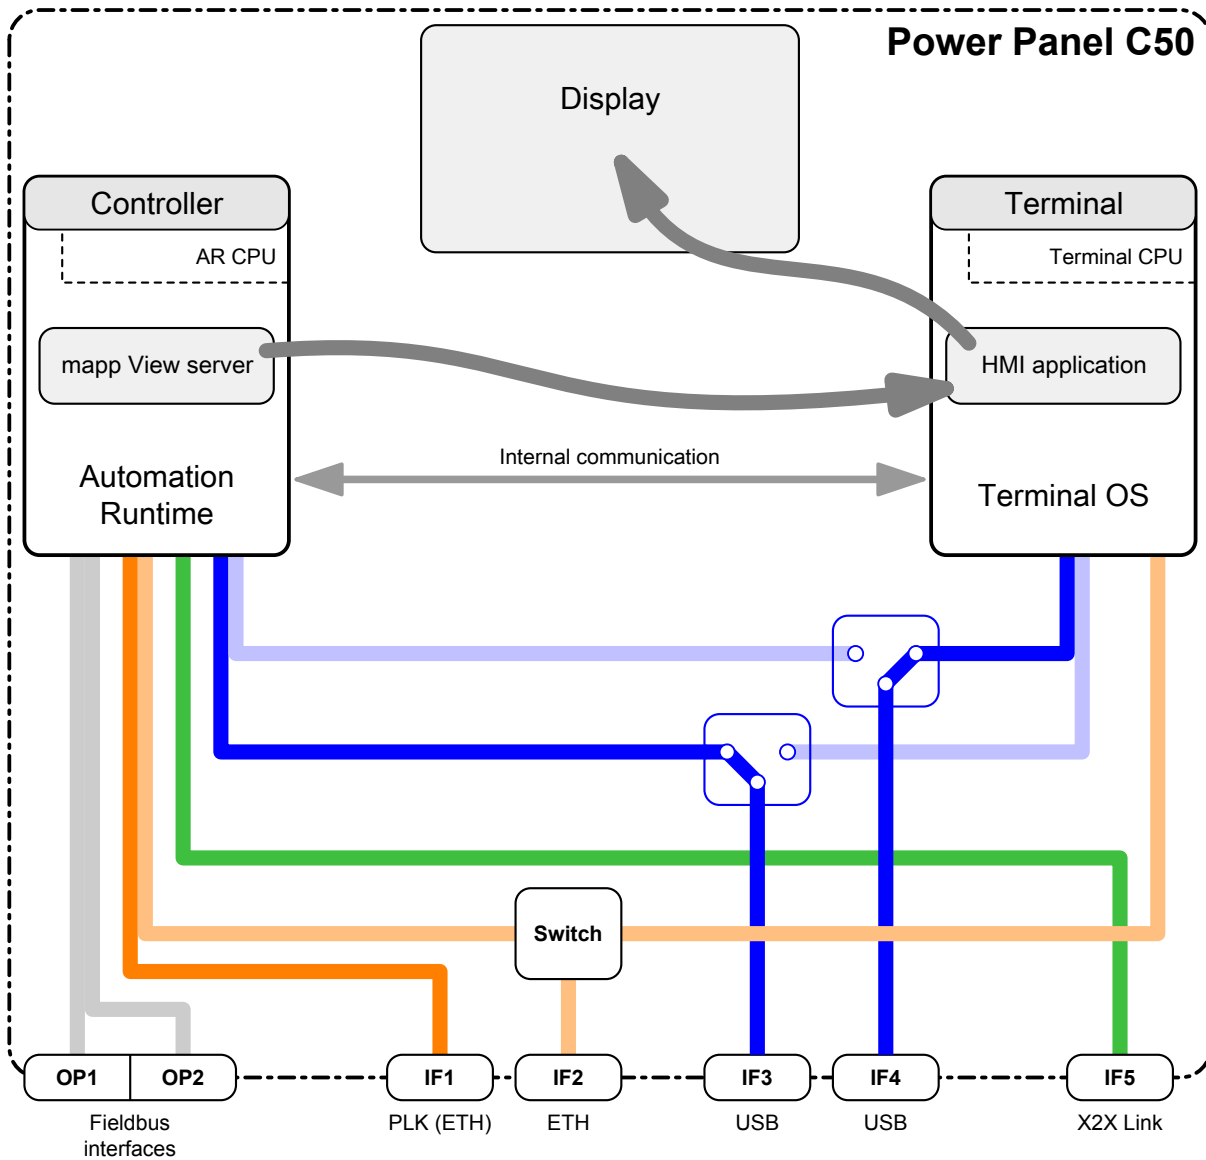 Power Panel C50
Display
Controller
AR CPU
mapp View server
Automation
Runtime
Terminal
Terminal CPU
HMI application
Terminal OS
Internal communication
Switch
OP1
OP2
IF1
IF2
IF3
IF4
IF5
Fieldbus
interfaces
PLK (ETH)
ETH
USB
USB
X2X Link